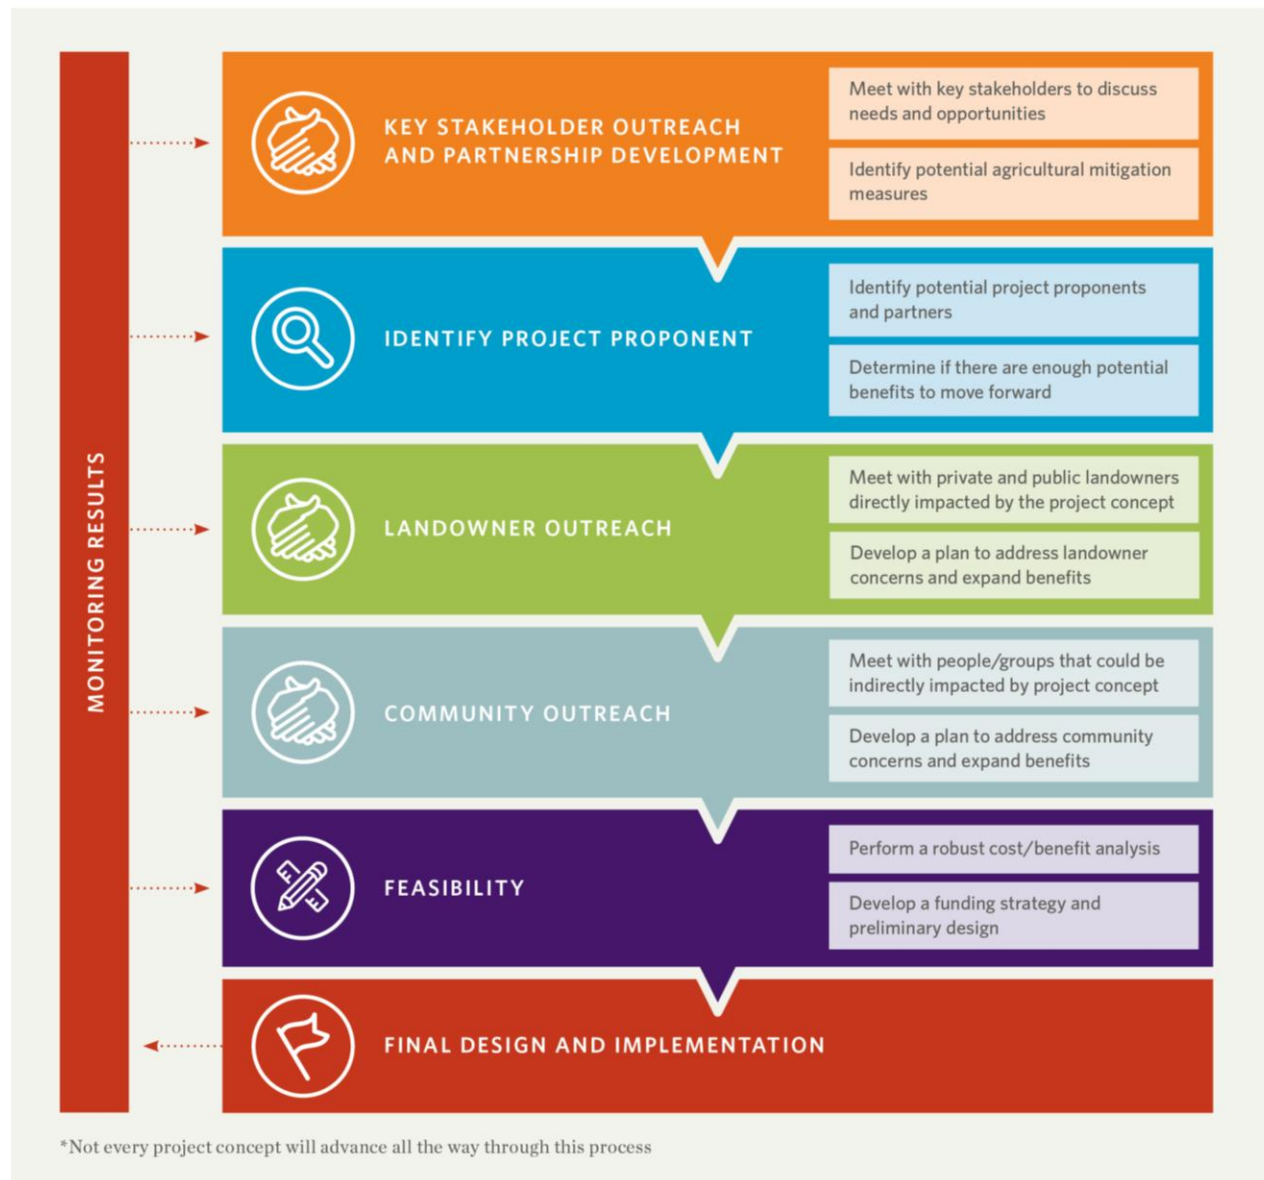 MONITORING RESULTS
KEY STAKEHOLDER OUTREACH
AND PARTNERSHIP DEVELOPMENT
Meet with key stakeholders to discuss
needs and opportunities
Identify potential agricultural mitigation
measures
IDENTIFY PROJECT PROPONENT
Identify potential project proponents
and partners
Determine if there are enough potential
benefits to move forward
LANDOWNER OUTREACH
Meet with private and public landowners
directly impacted by the project concept
Develop a plan to address landowner
concerns and expand benefits
COMMUNITY OUTREACH
Meet with people/groups that could be
indirectly impacted by project concept
Develop a plan to address community
concerns and expand benefits
FEASIBILITY
Perform a robust cost/benefit analysis
Develop a funding strategy and
preliminary design
FINAL DESIGN AND IMPLEMENTATION
*Not every project concept will advance all the way through this process